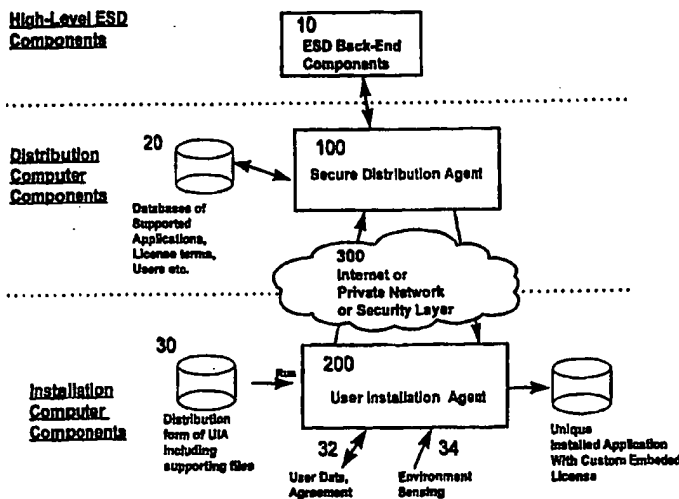 High-Level ESD
Components
10
ESD Back-End
Components
Distribution
Computer
Components
20
Databases of
Supported
Applications,
License terms,
Users etc.
100
Secure Distribution Agent
300
Internet or
Private Network
or Security Layer
Installation
Computer
Components
30
Distribution
form of UIA
including
supporting files
Run
200
User Installation Agent
32
User Data,
Agreement
34
Environment
Sensing
Unique
Installed Application
With Custom Embeded
License